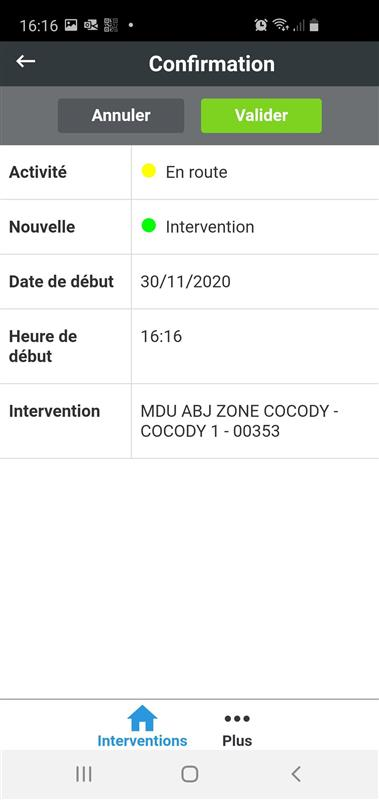 16:16
Confirmation
Annuler
Valider
Activité
En route
Nouvelle
Intervention
Date de début
30/11/2020
Heure de
début
16:16
Intervention
MDU ABJ ZONE COCODY -
COCODY 1 - 00353
Interventions
Plus